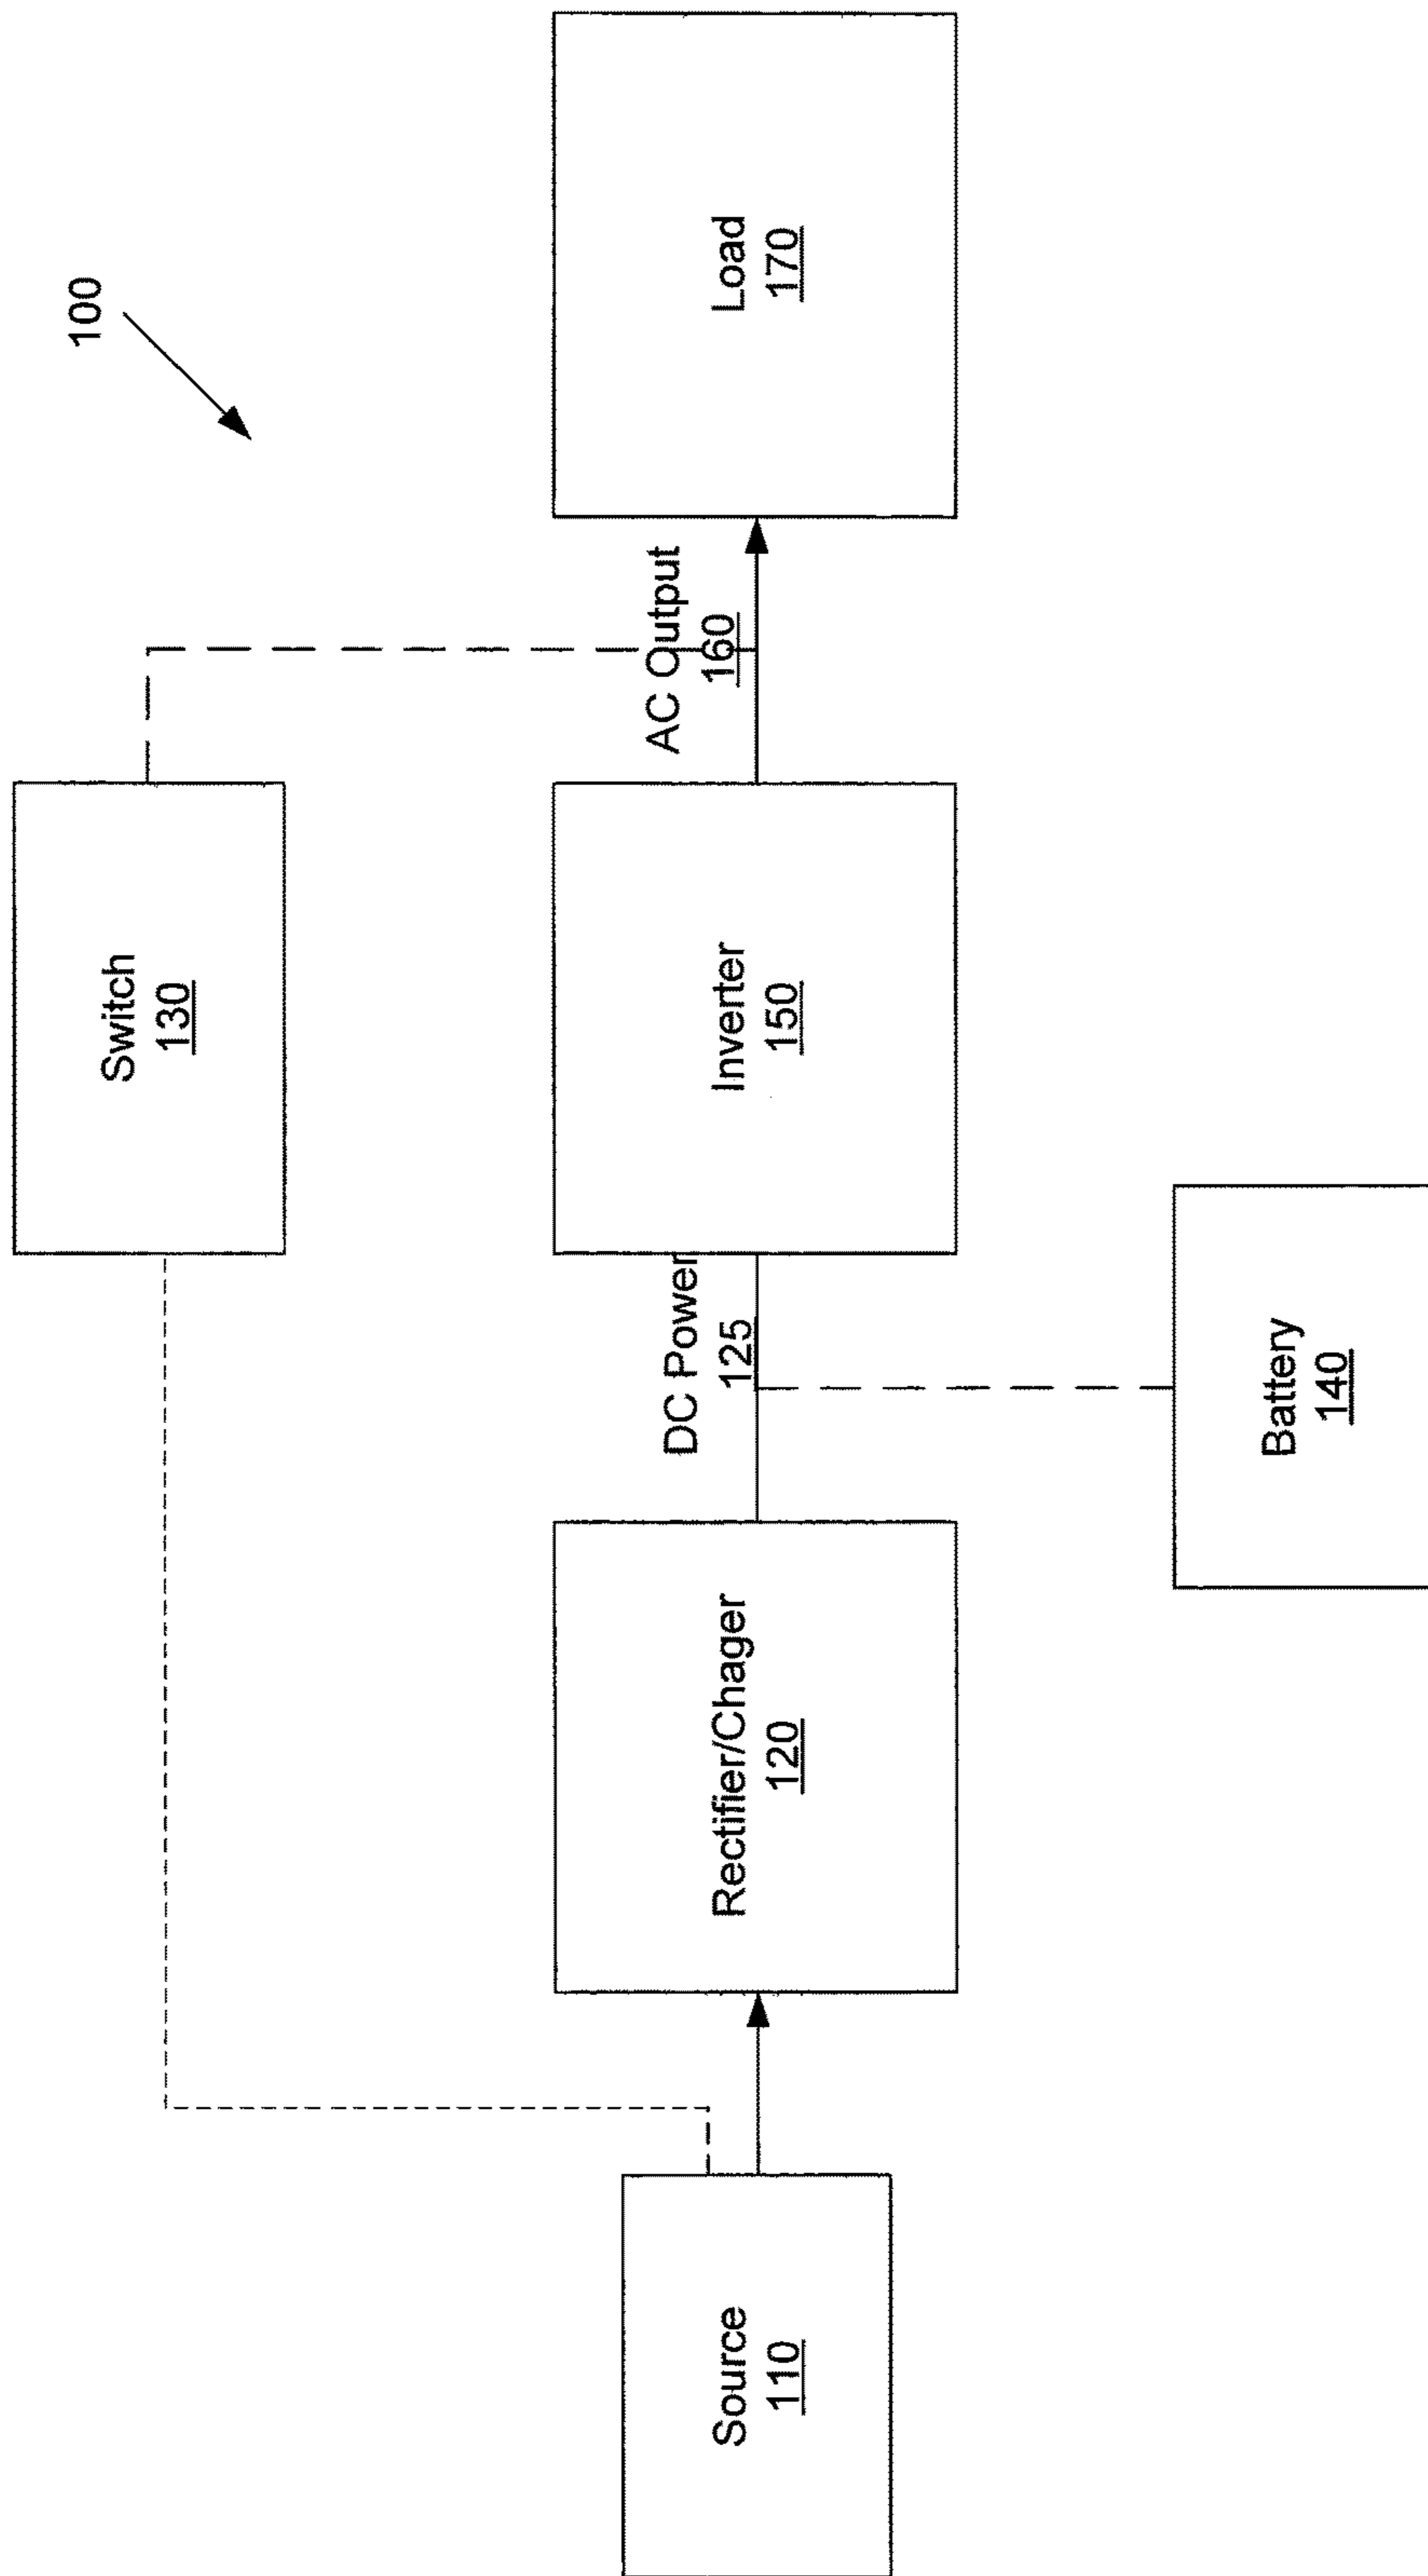 100
Switch
130
Source
110
Rectifier/Chager
120
DC Power
125
Inverter
150
AC Output
160
Load
170
Battery
140